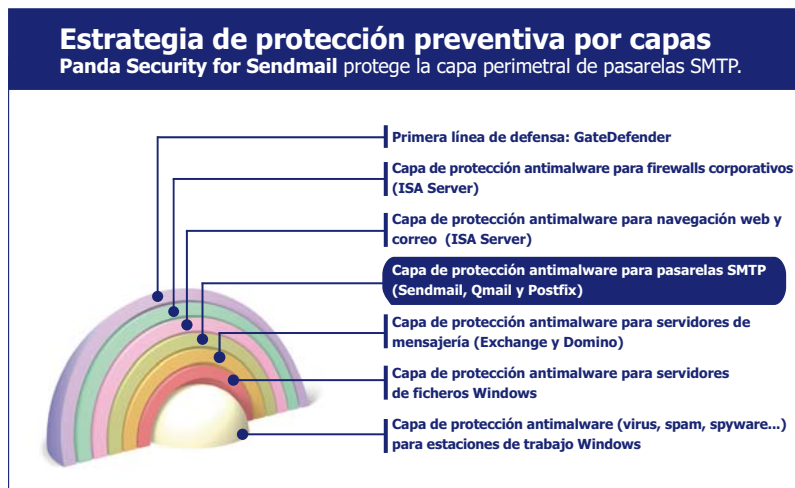 Estrategia de protección preventiva por capas
Panda Security for Sendmail protege la capa perimetral de pasarelas SMTP.
Primera línea de defensa: GateDefender
Capa de protección antimalware para firewalls corporativos
(ISA Server)
Capa de protección antimalware para navegación web y
correo (ISA Server)
Capa de protección antimalware para pasarelas SMTP
(Sendmail, Qmail y Postfix)
Capa de protección antimalware para servidores de
mensajería (Exchange y Domino)
Capa de protección antimalware para servidores
de ficheros Windows
Capa de protección antimalware (virus, spam, spyware...)
para estaciones de trabajo Windows